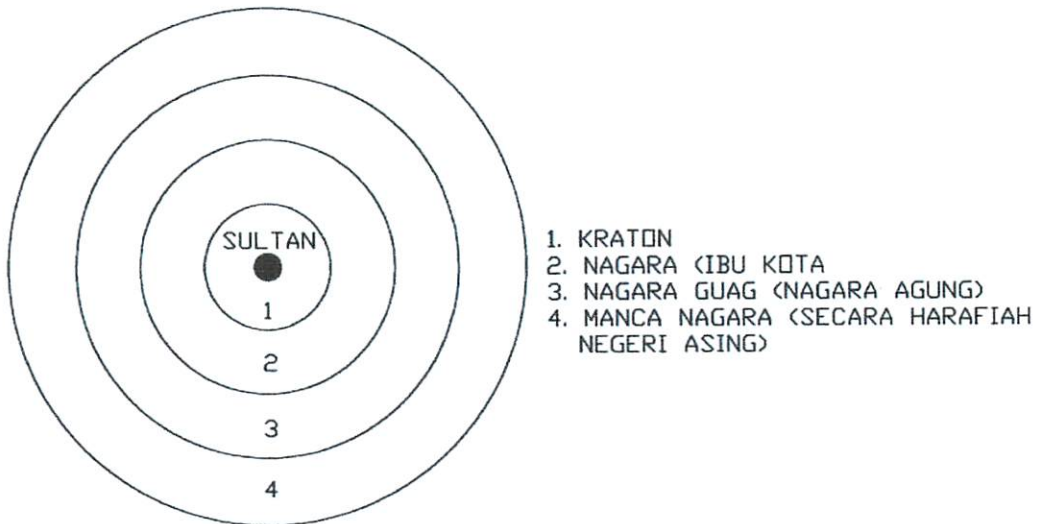 SULTAN
1
2
3
4
1. KRATON
2. NAGARA (IBU KOTA
3. NAGARA GUAG (NAGARA AGUNG)
4. MANCA NAGARA (SECARA HARAFIAH
NEGERI ASING)